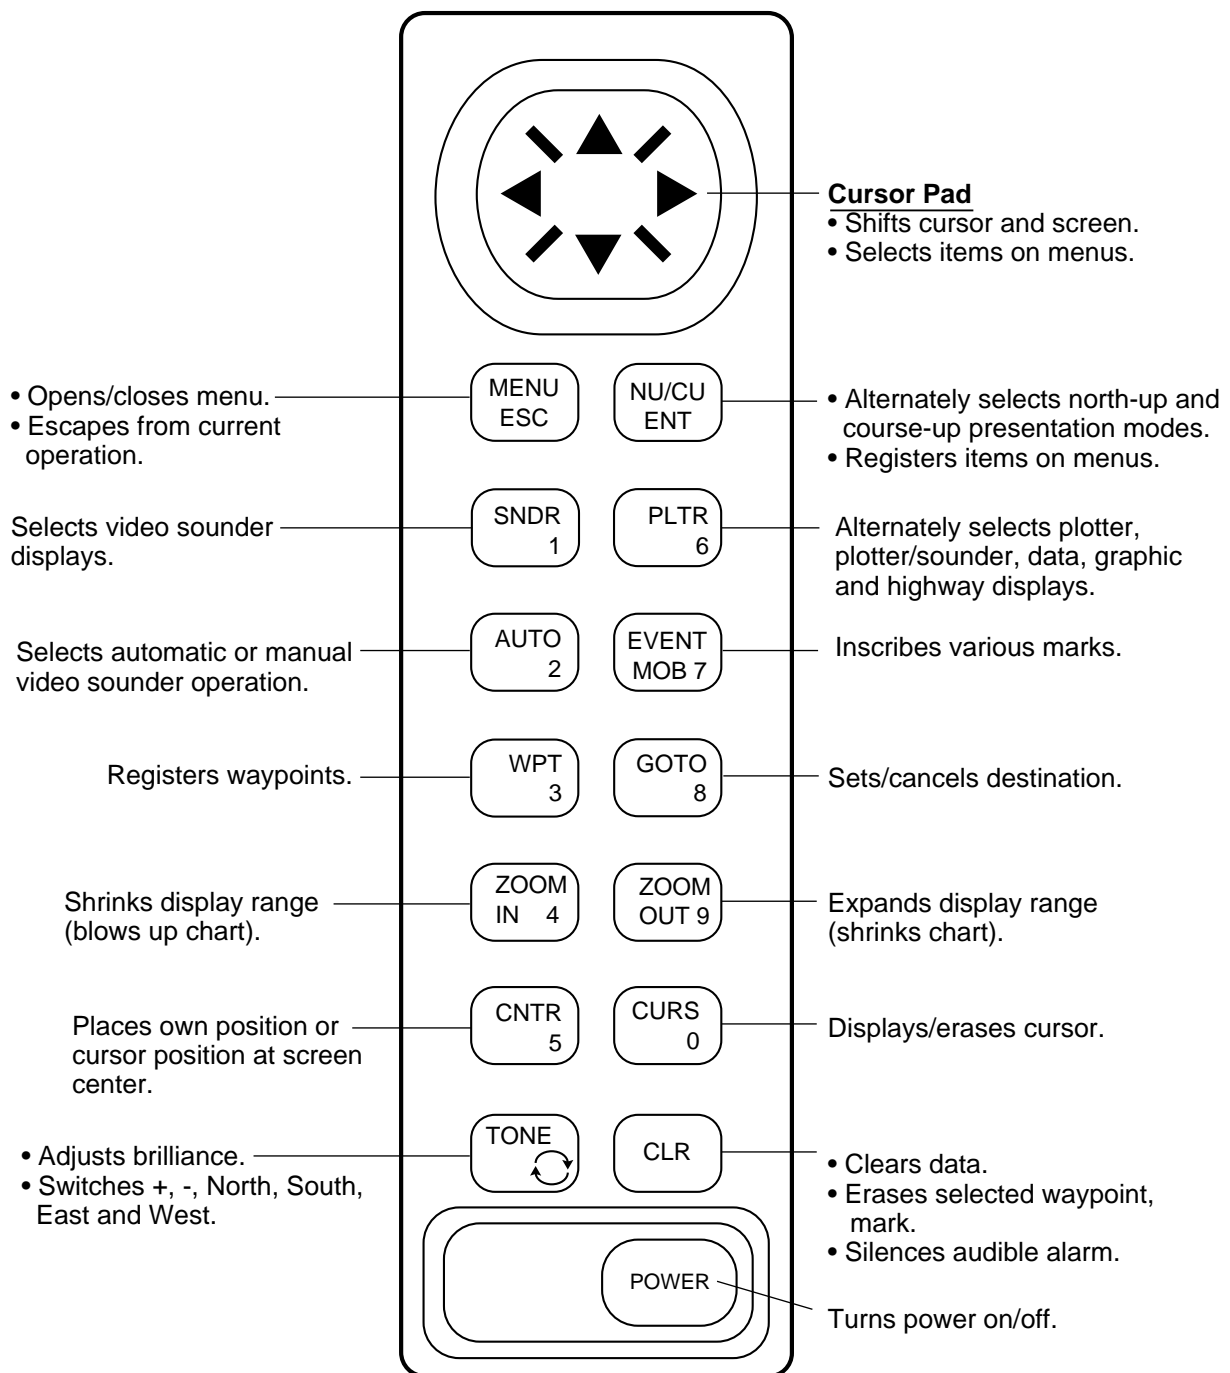 Cursor Pad
• Shifts cursor and screen.
• Selects items on menus.
• Opens/closes menu.
• Escapes from current
operation.
MENU
ESC
NU/CU
ENT
• Alternately selects north-up and
course-up presentation modes.
• Registers items on menus.
Selects video sounder
displays.
SNDR
1
PLTR
6
Alternately selects plotter,
plotter/sounder, data, graphic
and highway displays.
Selects automatic or manual
video sounder operation.
AUTO
2
EVENT
MOB 7
Inscribes various marks.
Registers waypoints.
WPT
3
GOTO
8
Sets/cancels destination.
Shrinks display range
(blows up chart).
ZOOM
IN 4
ZOOM
OUT 9
Expands display range
(shrinks chart).
Places own position or
cursor position at screen
center.
CNTR
5
CURS
0
Displays/erases cursor.
• Adjusts brilliance.
• Switches +, -, North, South,
East and West.
TONE
CLR
• Clears data.
• Erases selected waypoint,
mark.
• Silences audible alarm.
POWER
Turns power on/off.